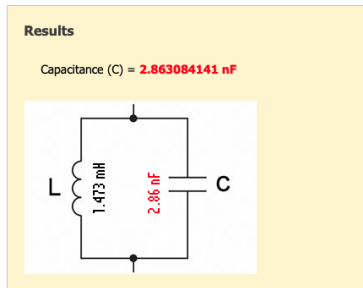 Results
Capacitance (C) = 2.863084141 nF
L
1.473 mH
2.86 nF
C